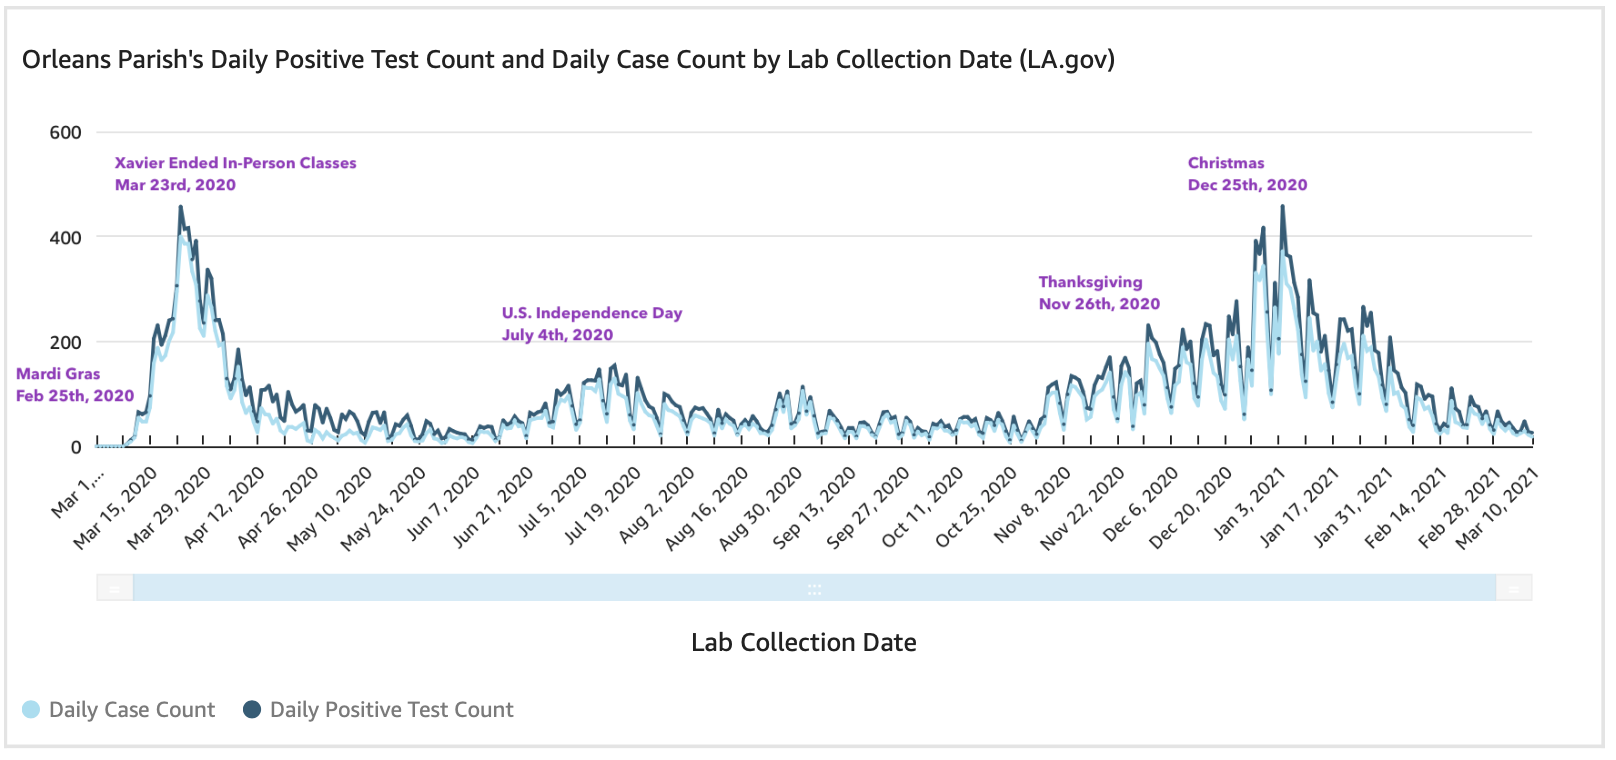 Orleans Parish's Daily Positive Test Count and Daily Case Count by Lab Collection Date (LA.gov)
600
Xavier Ended In-Person Classes
Mar 23rd, 2020
Christmas
Dec 25th, 2020
400
Thanksgiving
Nov 26th, 2020
U.S. Independence Day
July 4th, 2020
200
Mardi Gras
Feb 25th, 2020
0
Mar 1,...
Mar 15, 2020
Mar 29, 2020
Apr 12, 2020
Apr 26, 2020
May 10, 2020
May 24, 2020
Jun 7, 2020
Jun 21, 2020
Jul 5, 2020
Jul 19, 2020
Aug 2, 2020
Aug 16, 2020
Aug 30, 2020
Sep 13, 2020
Sep 27, 2020
Oct 11, 2020
Oct 25, 2020
Nov 8, 2020
Nov 22, 2020
Dec 6, 2020
Dec 20, 2020
Jan 3, 2021
Jan 17, 2021
Jan 31, 2021
Feb 14, 2021
Feb 28, 2021
Mar 10, 2021
Lab Collection Date
Daily Case Count
Daily Positive Test Count